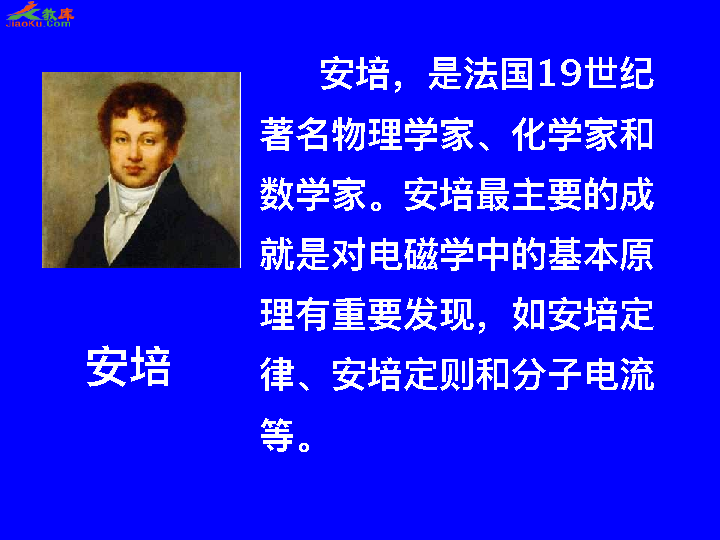 教库
JiaoKu.Com
安培，是法国19世纪
著名物理学家、化学家和
数学家。安培最主要的成
就是对电磁学中的基本原
理有重要发现，如安培定
律、安培定则和分子电流
等。
安培